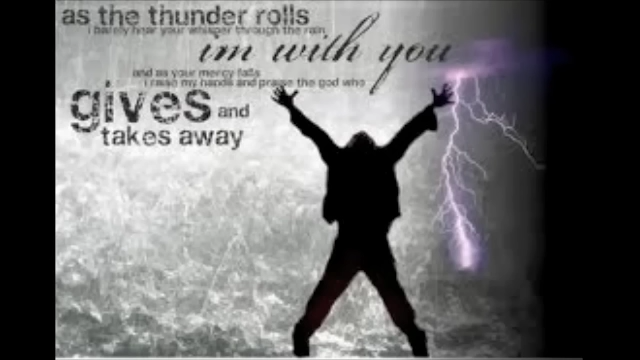 as the thunder rolls
i barely hear your whisper through the rain
im with you
and as your mercy falls
i raise my hands and praise the god who
gives and
takes away